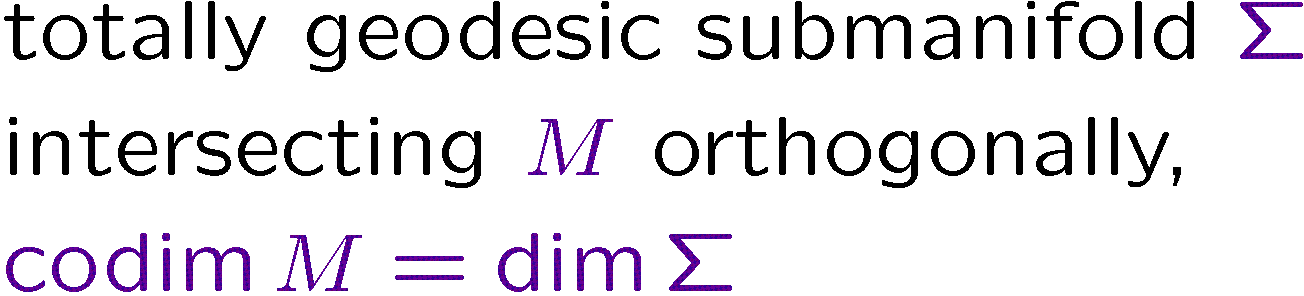 totally geodesic submanifold Σ
intersecting M orthogonally,
codim M = dim Σ